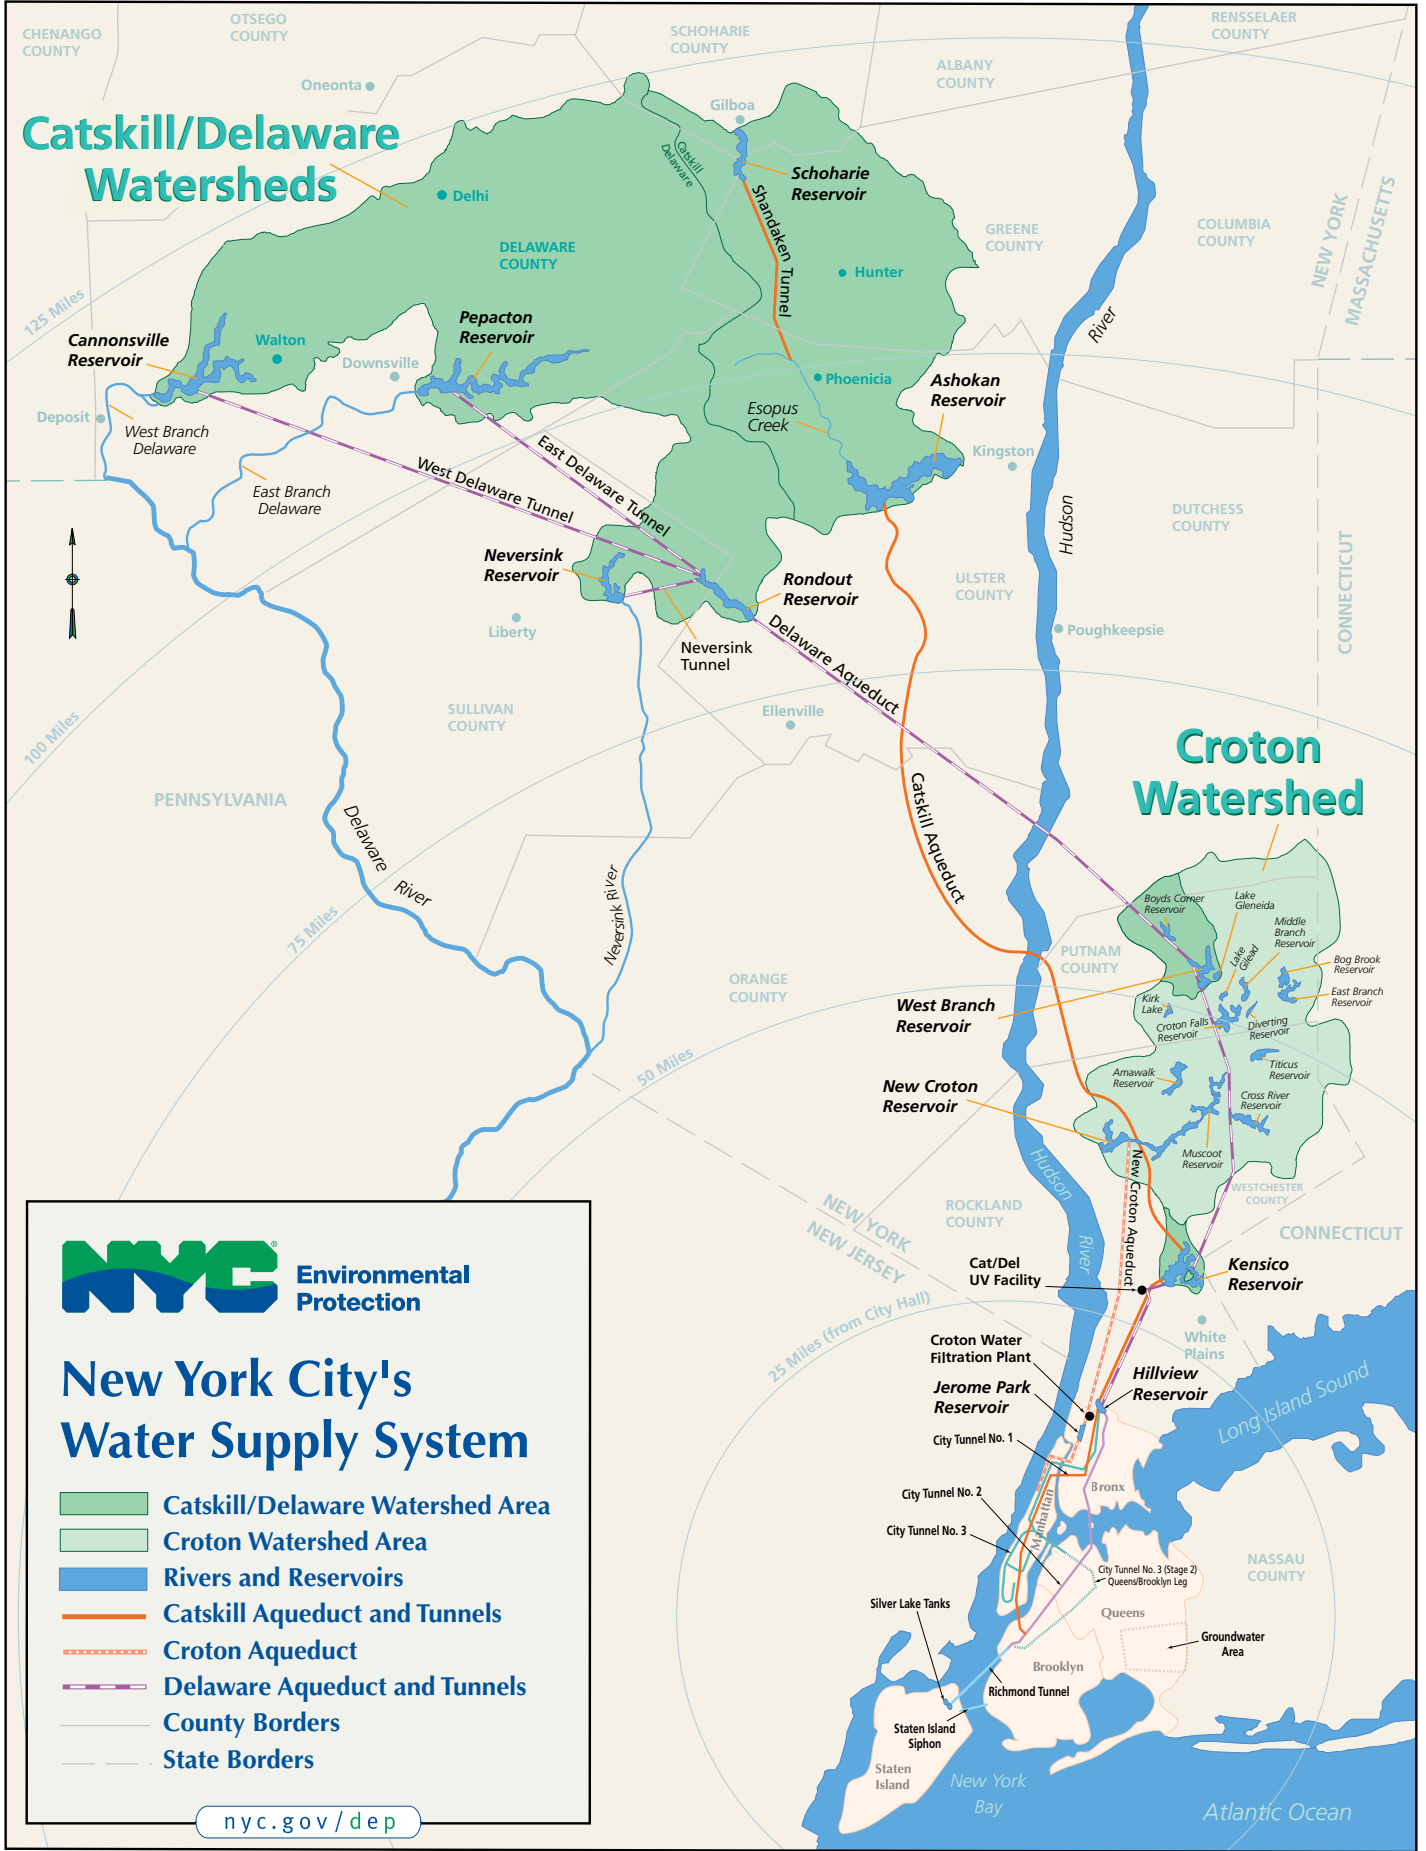 CHENANGO
COUNTY
OTSEGO
COUNTY
SCHOHARIE
COUNTY
RENSSELAER
COUNTY
ALBANY
COUNTY
Oneonta
Gilboa
Catskill/Delaware
Watersheds
Catskill
Delaware
Delhi
Schoharie
Reservoir
Shandaken Tunnel
DELAWARE
COUNTY
GREENE
COUNTY
COLUMBIA
COUNTY
NEW YORK
MASSACHUSETTS
Hunter
125 Miles
Cannonsville
Reservoir
Walton
Pepacton
Reservoir
Downsville
River
Phoenicia
Ashokan
Reservoir
Deposit
West Branch
Delaware
Esopus
Creek
Kingston
East Delaware Tunnel
West Delaware Tunnel
East Branch
Delaware
Hudson
DUTCHESS
COUNTY
CONNECTICUT
Neversink
Reservoir
Rondout
Reservoir
ULSTER
COUNTY
Liberty
Neversink
Tunnel
Delaware Aqueduct
Poughkeepsie
SULLIVAN
COUNTY
Ellenville
100 Miles
Croton
Watershed
PENNSYLVANIA
Catskill Aqueduct
Delaware
River
Neversink River
75 Miles
Boyds Corner
Reservoir
Lake
Gleneida
Middle
Branch
Reservoir
Lake
Gilead
Bog Brook
Reservoir
East Branch
Reservoir
PUTNAM
COUNTY
ORANGE
COUNTY
West Branch
Reservoir
Kirk
Lake
Croton Falls
Reservoir
Diverting
Reservoir
50 Miles
Titicus
Reservoir
Amawalk
Reservoir
New Croton
Reservoir
Cross River
Reservoir
Muscoot
Reservoir
Hudson
River
New Croton Aqueduct
WESTCHESTER
COUNTY
ROCKLAND
COUNTY
NEW YORK
NEW JERSEY
CONNECTICUT
Cat/Del
UV Facility
Kensico
Reservoir
25 Miles (from City Hall)
White
Plains
Croton Water
Filtration Plant
Jerome Park
Reservoir
Hillview
Reservoir
Long Island Sound
City Tunnel No. 1
City Tunnel No. 2
City Tunnel No. 3
Bronx
Manhattan
City Tunnel No. 3 (Stage 2)
Queens/Brooklyn Leg
NASSAU
COUNTY
Silver Lake Tanks
Queens
Groundwater
Area
Brooklyn
Richmond Tunnel
Staten Island
Siphon
Staten
Island
New York
Bay
Atlantic Ocean
NYC
®
Environmental
Protection
New York City's
Water Supply System
Catskill/Delaware Watershed Area
Croton Watershed Area
Rivers and Reservoirs
Catskill Aqueduct and Tunnels
Croton Aqueduct
Delaware Aqueduct and Tunnels
County Borders
State Borders
nyc.gov/dep